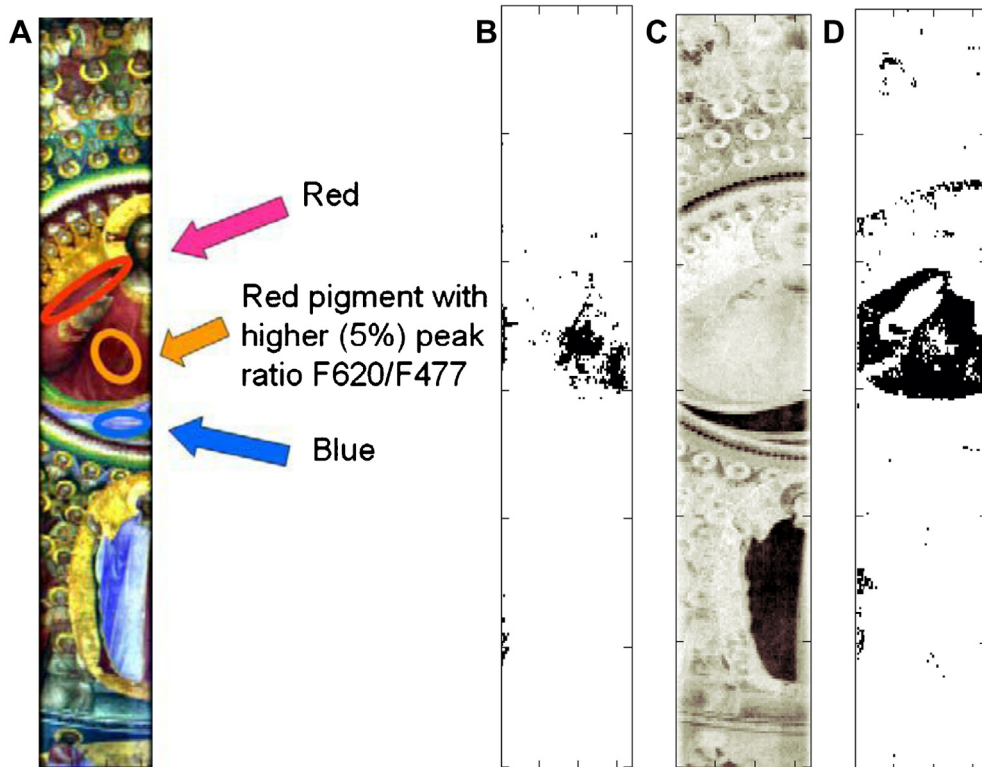 A
B
C
D
Red
Red pigment with
higher (5%) peak
ratio F620/F477
Blue